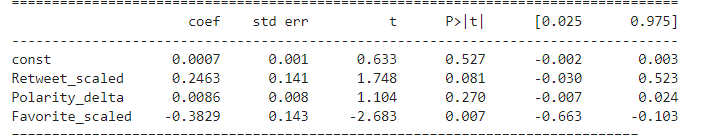 coef std err t P>|t| [0.025 0.975]
const 0.0007 0.001 0.633 0.527 -0.002 0.003
Retweet_scaled 0.2463 0.141 1.748 0.081 -0.030 0.523
Polarity_delta 0.0086 0.008 1.104 0.270 -0.007 0.024
Favorite_scaled -0.3829 0.143 -2.683 0.007 -0.663 -0.103